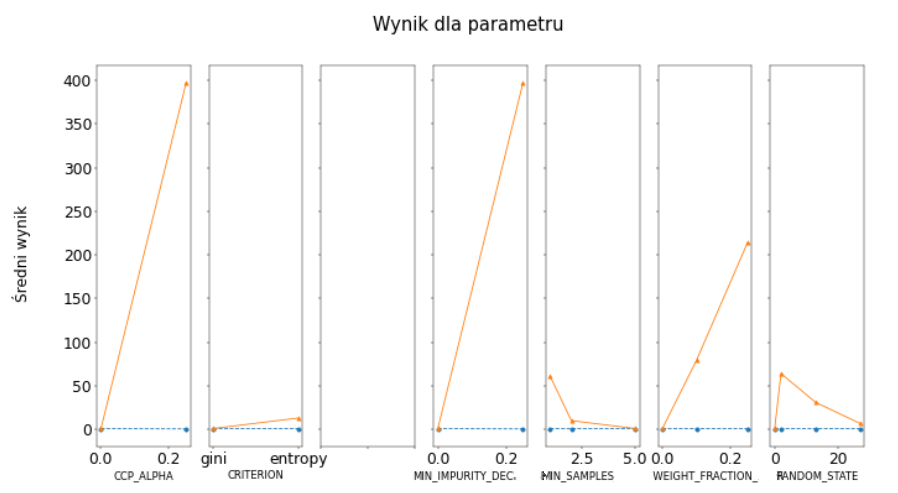 Wynik dla parametru
Średni wynik
400
350
300
250
200
150
100
50
0
0.0 0.2 gini entropy 0.0 0.2 2.5 5.0 0.0 0.2 0 20
CCP_ALPHA CRITERION MIN_IMPURITY_DEC. MIN_SAMPLES WEIGHT_FRACTION_ RANDOM_STATE